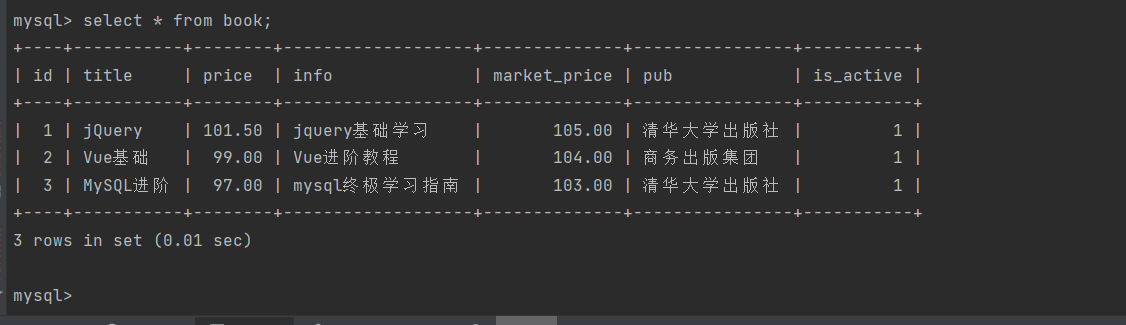 mysql> select * from book;
+----+-----------+--------+-------------------+--------------+----------------+-----------+
| id | title     | price  | info              | market_price | pub            | is_active |
+----+-----------+--------+-------------------+--------------+----------------+-----------+
|  1 | jQuery    | 101.50 | jquery基础学习    |       105.00 | 清华大学出版社 |         1 |
|  2 | Vue基础   |  99.00 | Vue进阶教程       |       104.00 | 商务出版集团   |         1 |
|  3 | MySQL进阶 |  97.00 | mysql终极学习指南 |       103.00 | 清华大学出版社 |         1 |
+----+-----------+--------+-------------------+--------------+----------------+-----------+
3 rows in set (0.01 sec)
mysql>